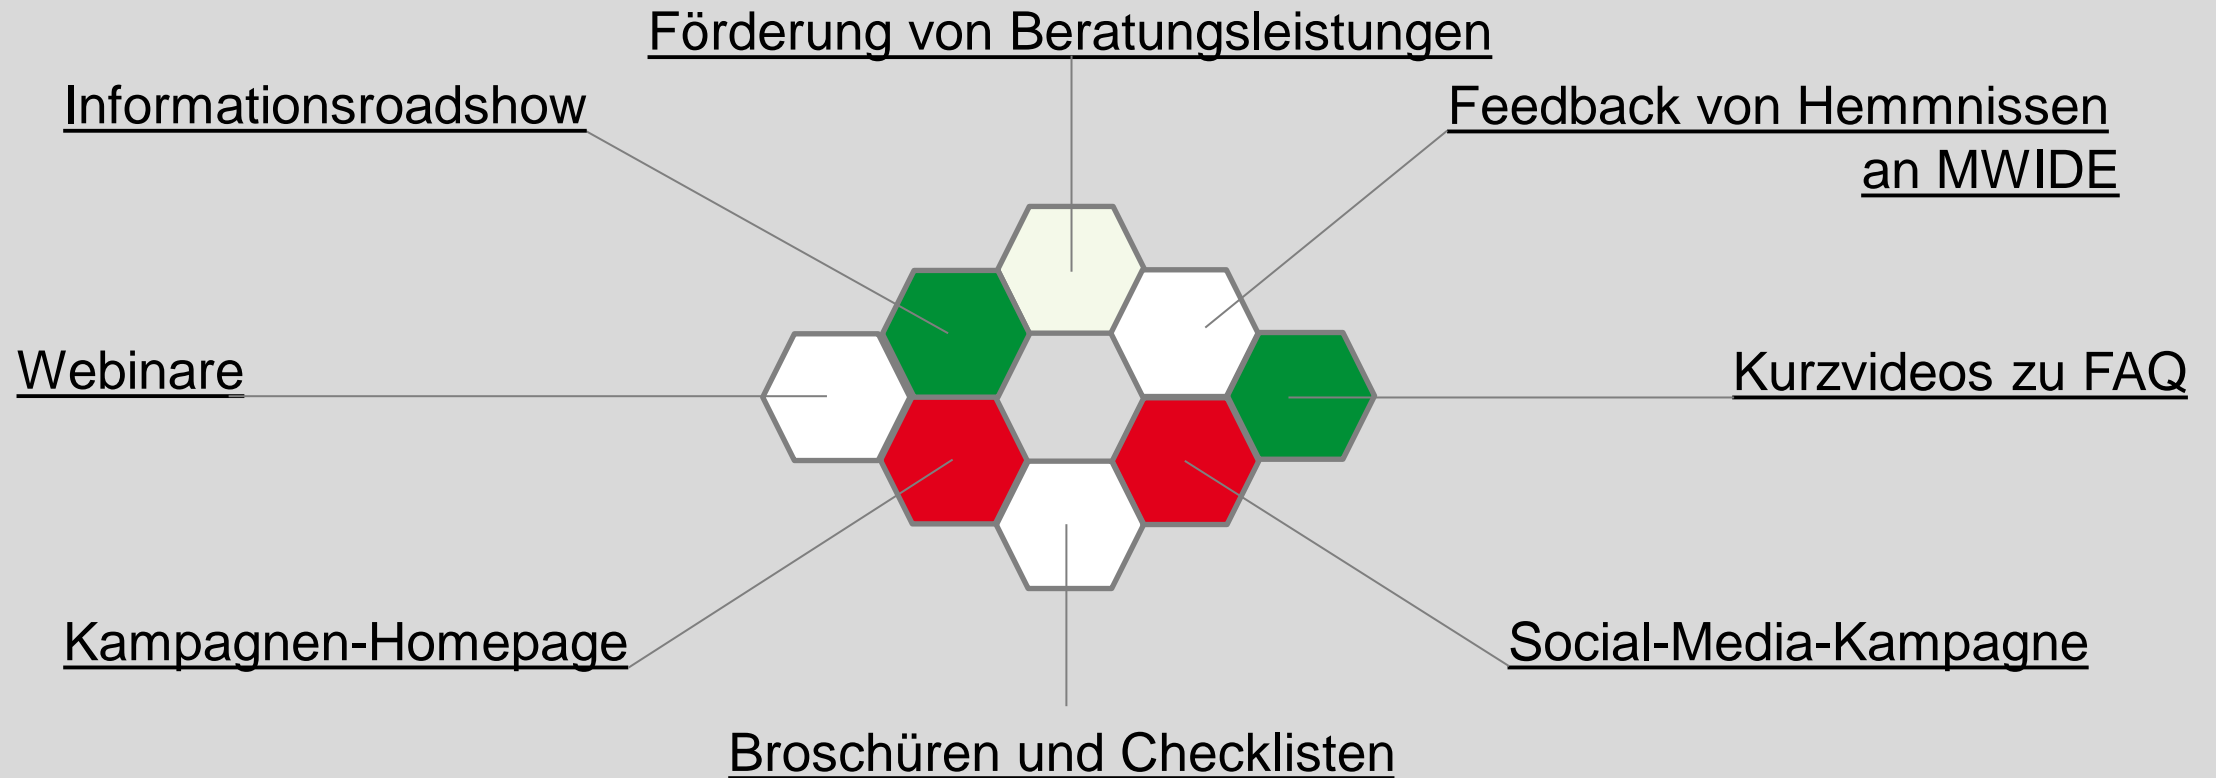 Förderung von Beratungsleistungen
Informationsroadshow
Feedback von Hemmnissen
an MWIDE
Webinare
Kurzvideos zu FAQ
Kampagnen-Homepage
Social-Media-Kampagne
Broschüren und Checklisten